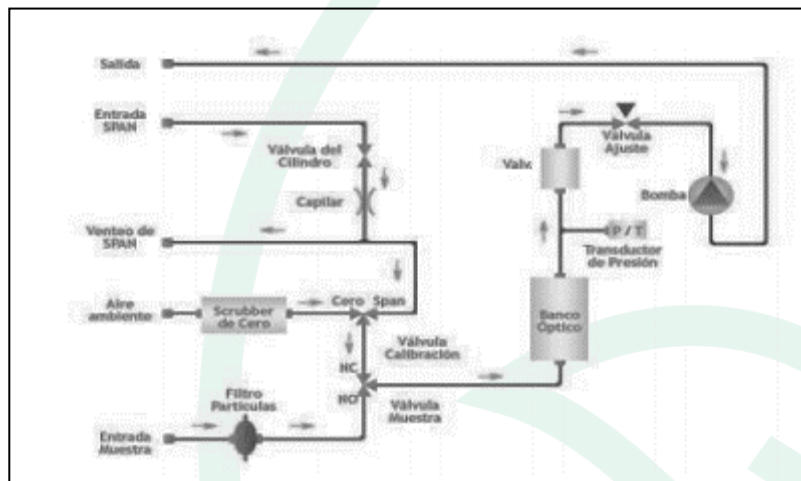 Salida
Entrada
SPAN
Válvula del
Cilindro
Capilar
Venteo de
SPAN
Aire
ambiente
Scrubber
de Cero
Cero Span
Válvula
Calibración
NC
NO
Válvula
Muestra
Filtro
Partículas
Entrada
Muestra
Valv.
Válvula
Ajuste
Bomba
P / T
Transductor
de Presión
Banco
Óptico